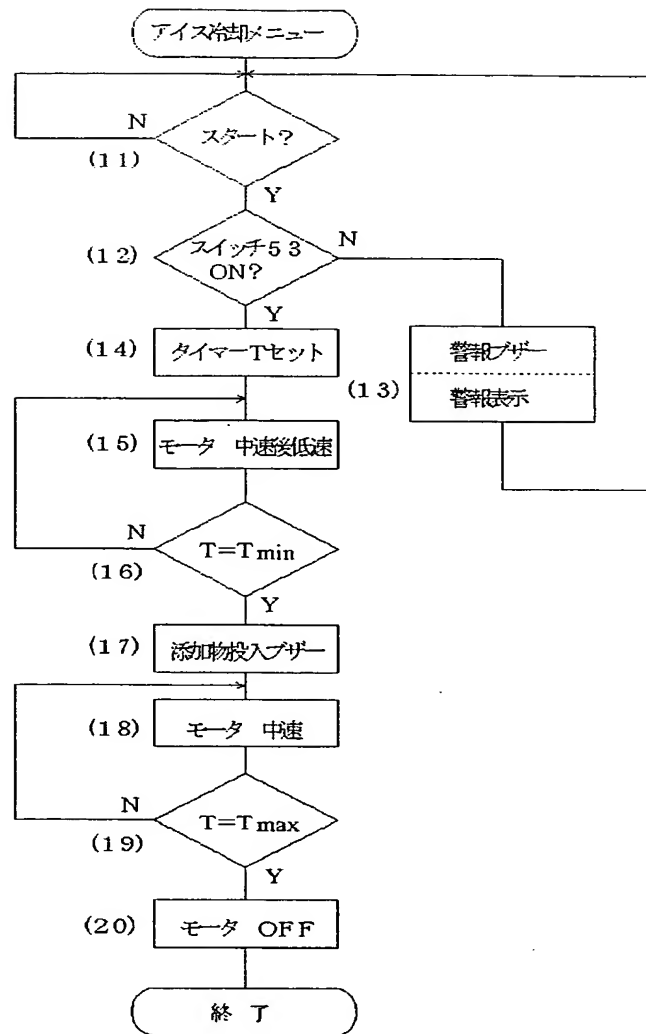 アイス冷却メニュー
N
スタート?
(11)
Y
スイッチ53
ON?
(12)
N
Y
(14)
タイマーTセット
警報ブザー
(13)
警報表示
(15)
モータ 中速後低速
N
T=Tmin
(16)
Y
(17)
添加物投入ブザー
(18)
モータ 中速
N
T=Tmax
(19)
Y
(20)
モータ OFF
終了